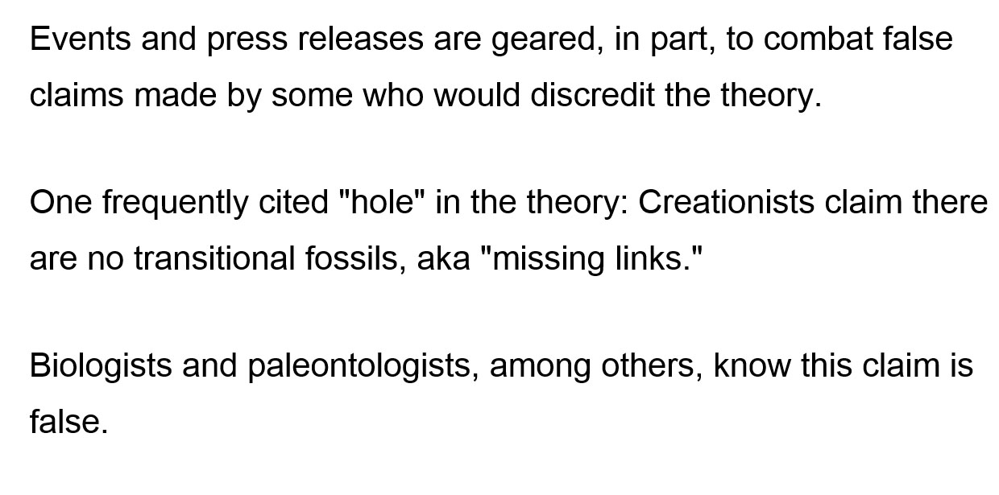 Events and press releases are geared, in part, to combat false
claims made by some who would discredit the theory.
One frequently cited "hole" in the theory: Creationists claim there
are no transitional fossils, aka "missing links."
Biologists and paleontologists, among others, know this claim is
false.